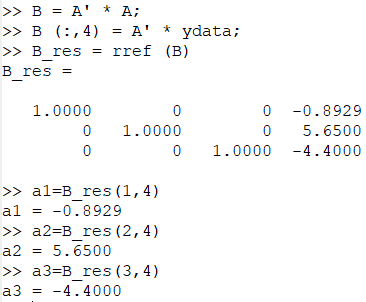 >> B = A' * A;
>> B (:,4) = A' * ydata;
>> B_res = rref (B)
B_res =
1.0000 0 0 -0.8929
0 1.0000 0 5.6500
0 0 1.0000 -4.4000
>> a1=B_res(1,4)
a1 = -0.8929
>> a2=B_res(2,4)
a2 = 5.6500
>> a3=B_res(3,4)
a3 = -4.4000